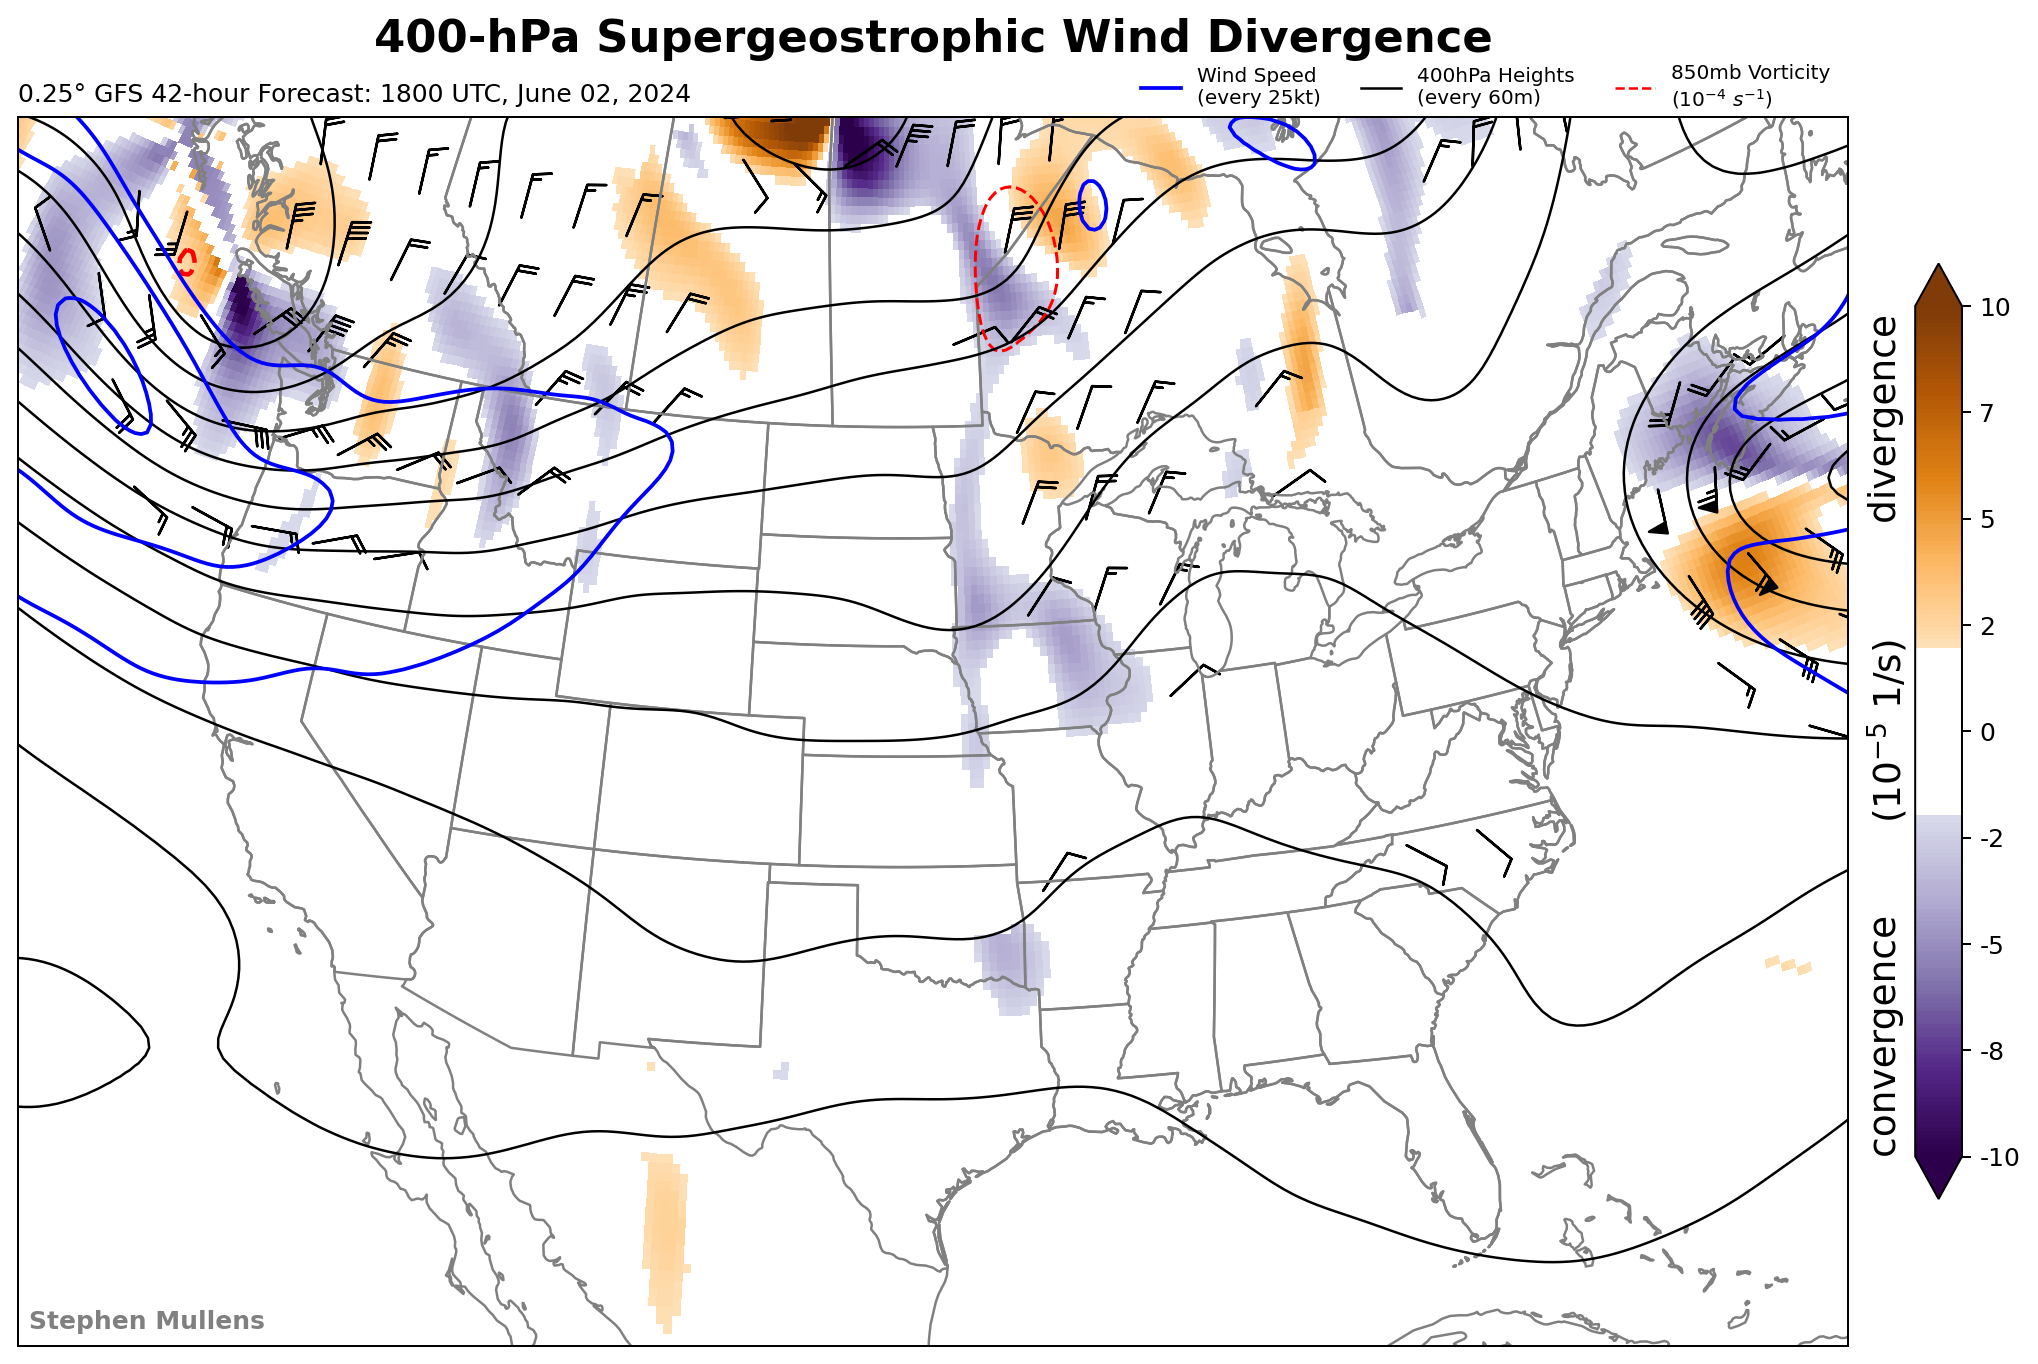 400-hPa Supergeostrophic Wind Divergence
0.25° GFS 42-hour Forecast: 1800 UTC, June 02, 2024
Wind Speed
(every 25kt)
400hPa Heights
(every 60m)
850mb Vorticity
(10⁻⁴ s⁻¹)
10
7
5
2
0
-2
-5
-8
-10
convergence (10⁻⁵ 1/s) divergence
Stephen Mullens